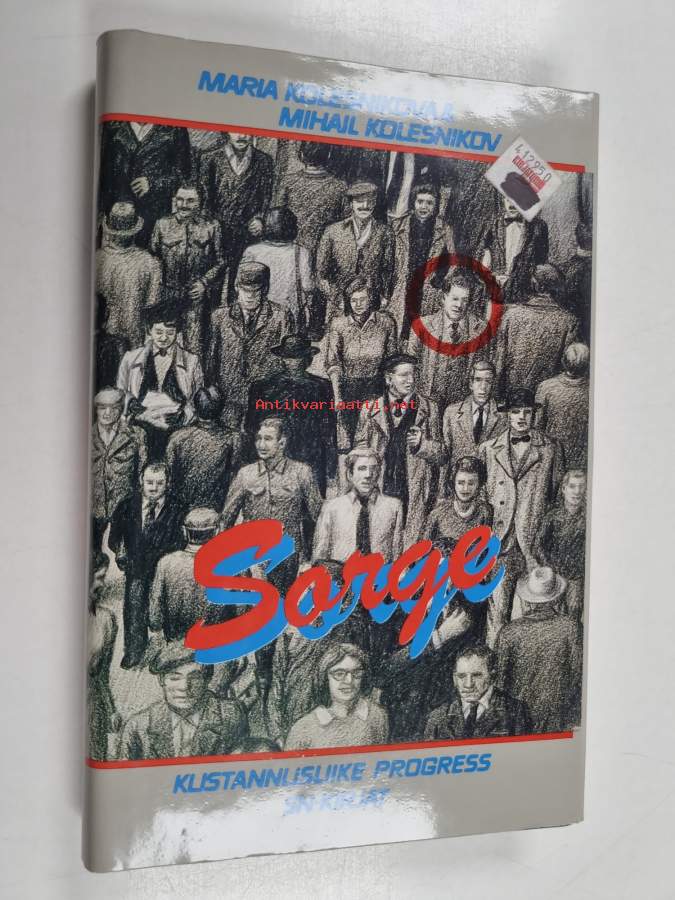 MARIA KOLESNIKOVA &
MIHAIL KOLESNIKOV
Antikvariaatti.net
Sorge
KUSTANNUSLIIKE PROGRESS
SN-KIRJAT